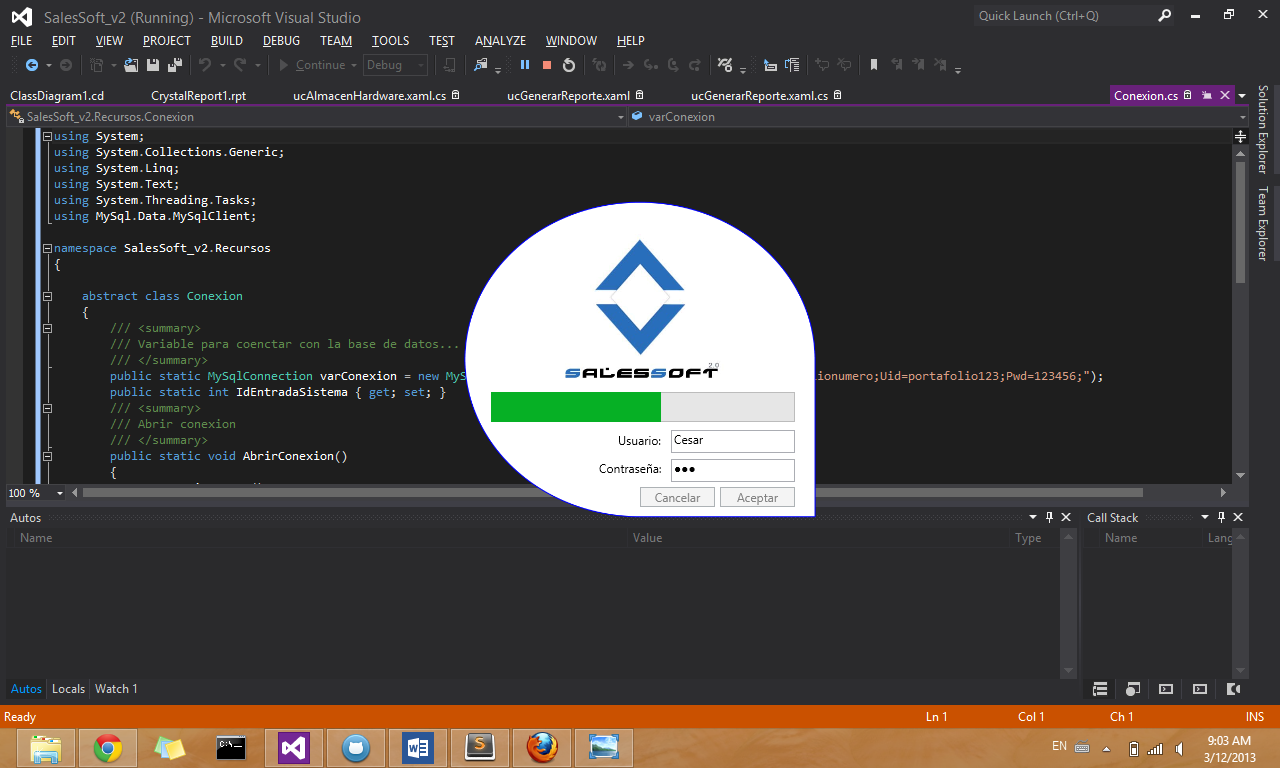 SalesSoft_v2 (Running) - Microsoft Visual Studio
Quick Launch (Ctrl+Q)
FILE EDIT VIEW PROJECT BUILD DEBUG TEAM TOOLS TEST ANALYZE WINDOW HELP
Continue Debug
ClassDiagram1.cd CrystalReport1.rpt ucAlmacenHardware.xaml.cs ucGenerarReporte.xaml ucGenerarReporte.xaml.cs Conexion.cs
SalesSoft_v2.Recursos.Conexion varConexion
Solution Explorer
Team Explorer
using System;
using System.Collections.Generic;
using System.Linq;
using System.Text;
using System.Threading.Tasks;
using MySql.Data.MySqlClient;
namespace SalesSoft_v2.Recursos
{
abstract class Conexion
{
/// <summary>
/// Variable para coenctar con la base de datos...
/// </summary>
public static MySqlConnection varConexion = new MyS ionumero;Uid=portafolio123;Pwd=123456;");
public static int IdEntradaSistema { get; set; }
/// <summary>
/// Abrir conexion
/// </summary>
public static void AbrirConexion()
{
SALESSOFT 2.0
Usuario: Cesar
Contraseña: ●●●
Cancelar Aceptar
100 %
Autos
Name Value Type
Call Stack
Name Lang
Autos Locals Watch 1
Ready Ln 1 Col 1 Ch 1 INS
C:\_
EN
9:03 AM
3/12/2013